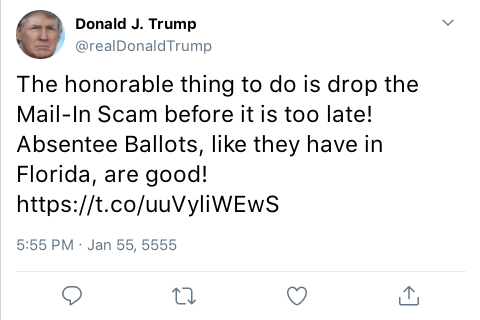 Donald J. Trump
@realDonaldTrump
The honorable thing to do is drop the
Mail-In Scam before it is too late!
Absentee Ballots, like they have in
Florida, are good!
https://t.co/uuVyliWEwS
5:55 PM · Jan 55, 5555